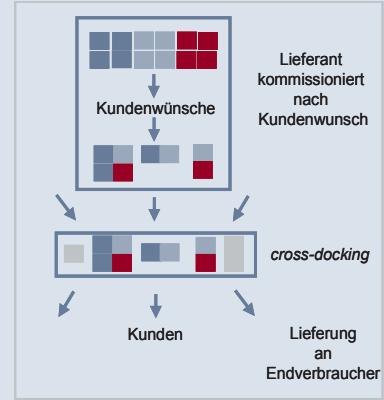 Lieferant
kommissioniert
nach
Kundenwunsch
Kundenwünsche
cross-docking
Kunden
Lieferung
an
Endverbraucher